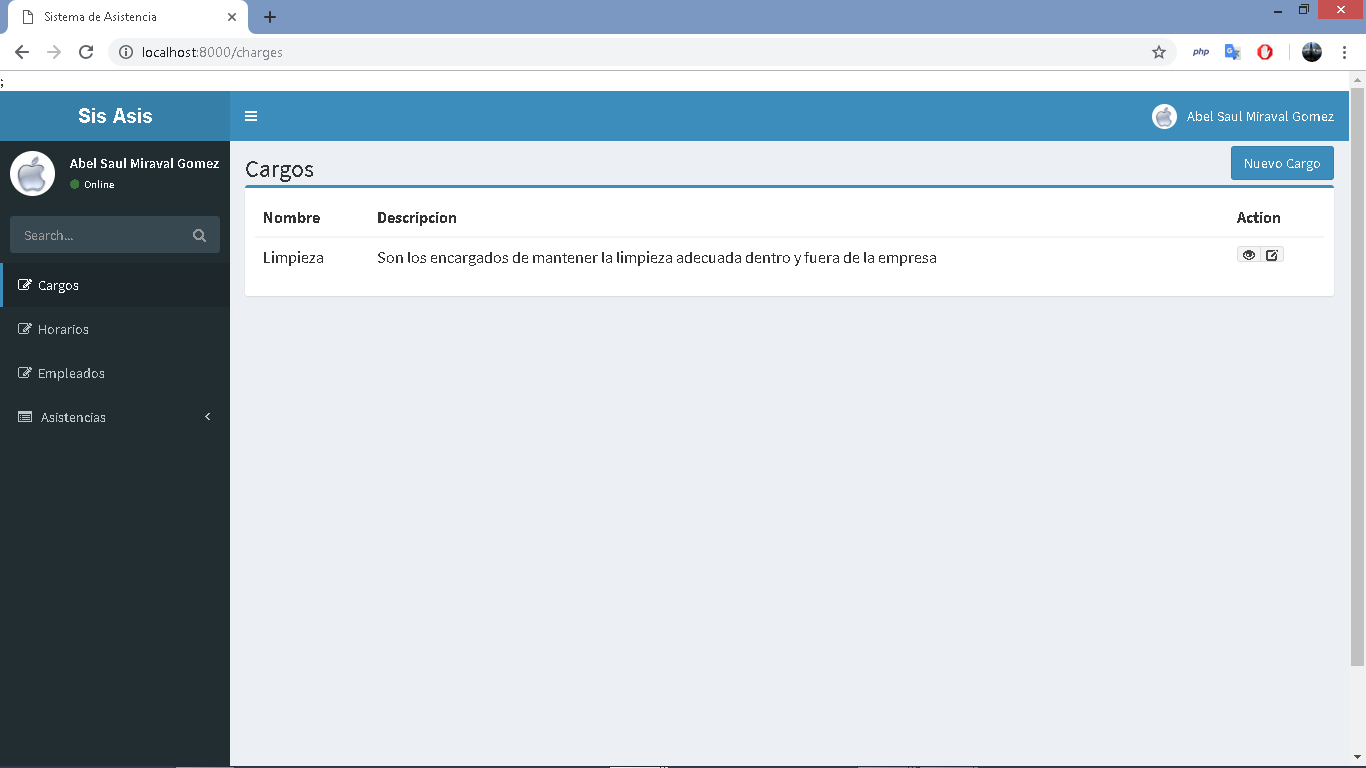 Sistema de Asistencia
localhost:8000/charges
php
;
Sis Asis
Abel Saul Miraval Gomez
Abel Saul Miraval Gomez
Online
Search...
Cargos
Horarios
Empleados
Asistencias
Cargos
Nuevo Cargo
Nombre Descripcion Action
Limpieza Son los encargados de mantener la limpieza adecuada dentro y fuera de la empresa